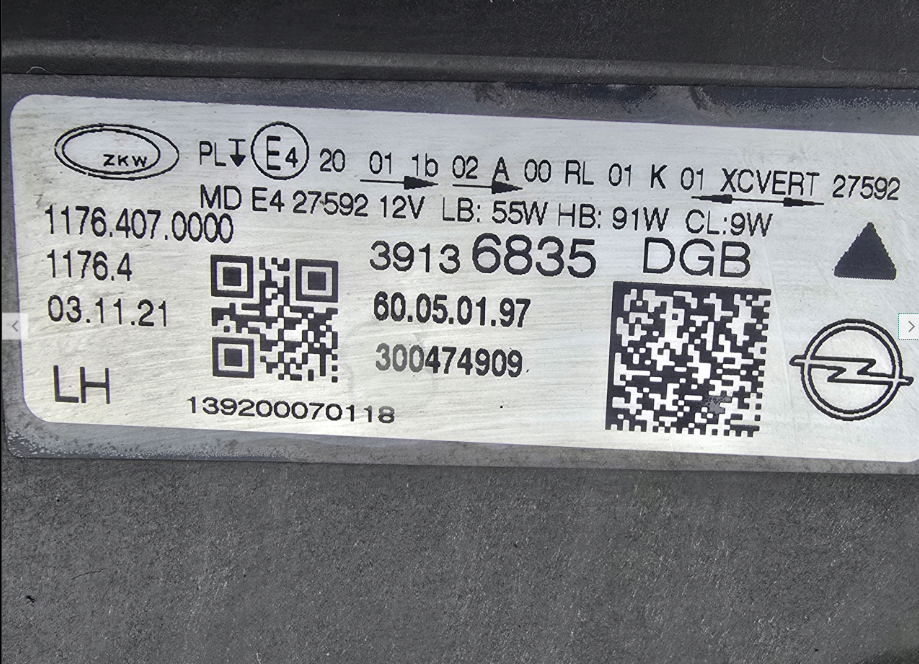 ZKW PL E4 20 01 1b 02 A 00 RL 01 K 01 XCVERT 27592
MD E4 27592 12V LB: 55W HB: 91W CL:9W
1176.407.0000
39136835 DGB
1176.4
03.11.21
60.05.01.97
300474909
LH
139200070118